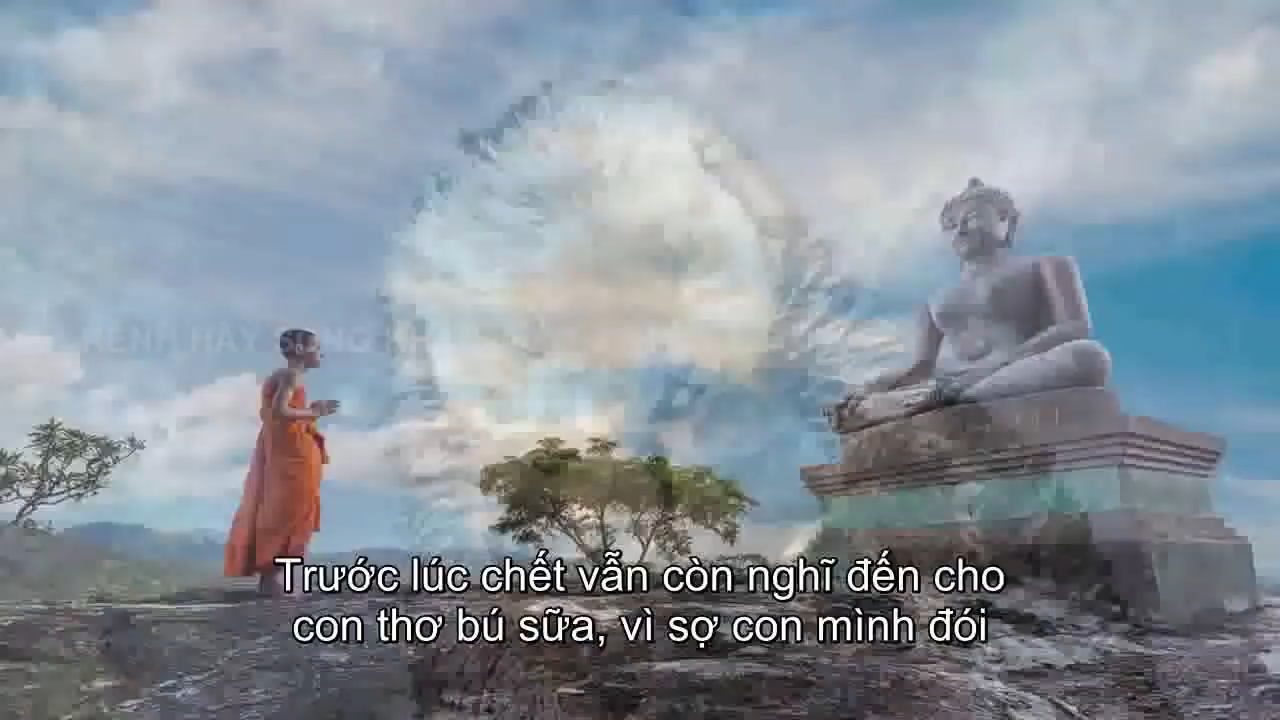 Trước lúc chết vẫn còn nghĩ đến cho
con thơ bú sữa, vì sợ con mình đói